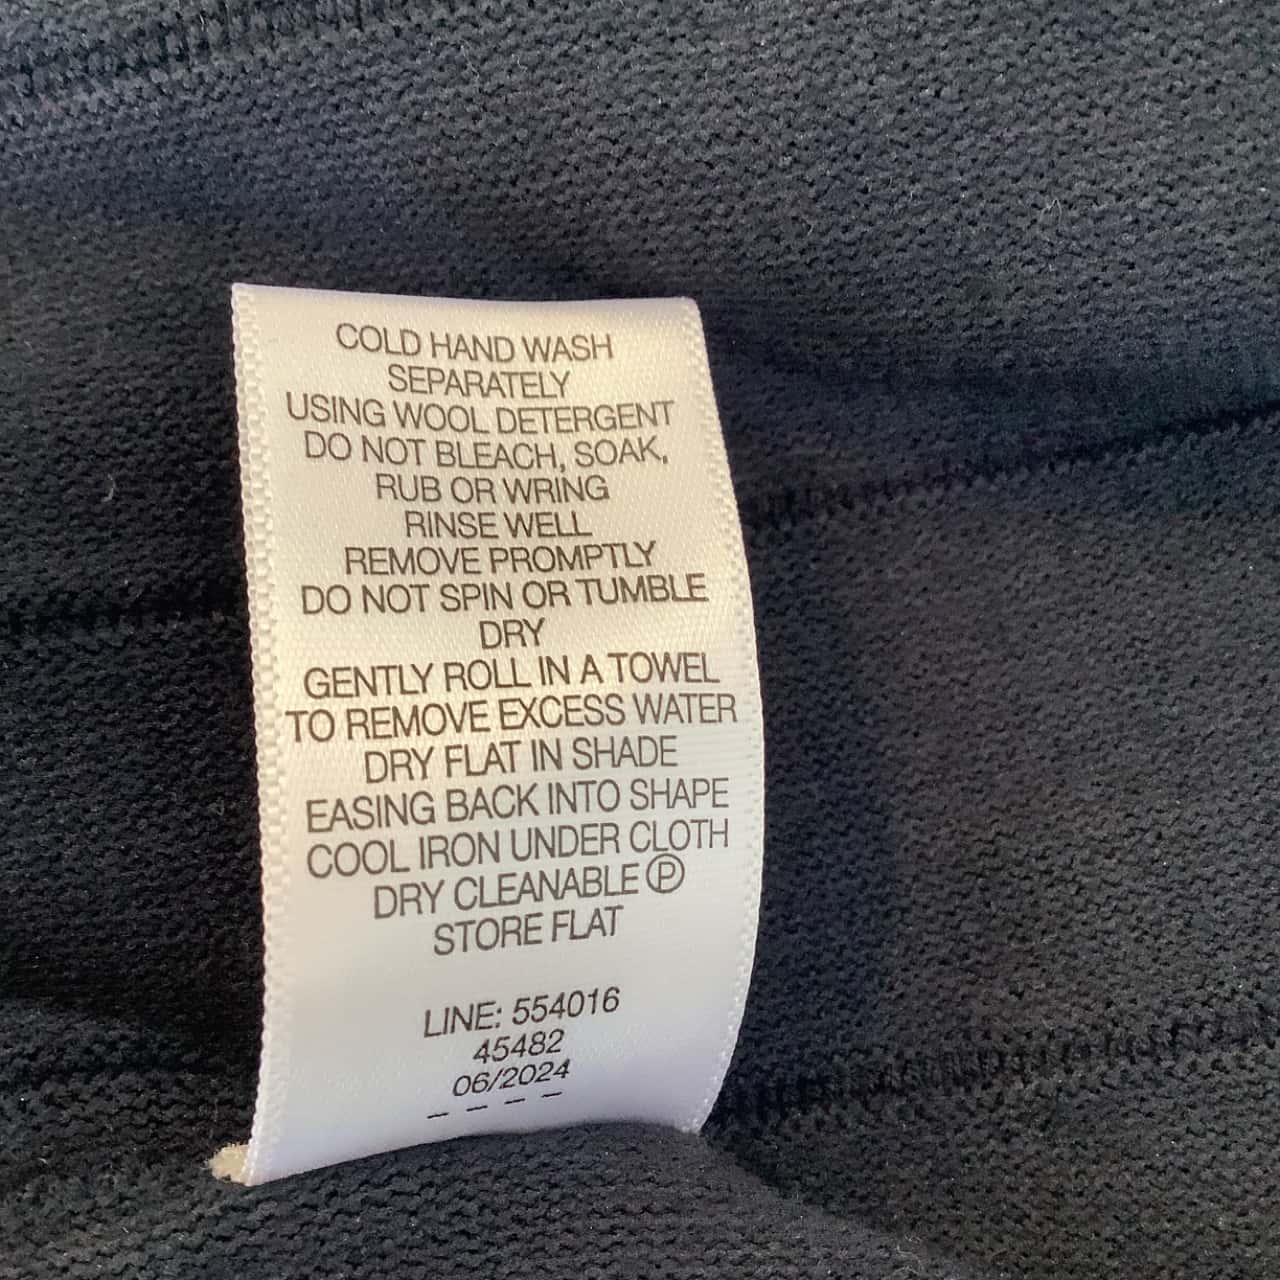 COLD HAND WASH
SEPARATELY
USING WOOL DETERGENT
DO NOT BLEACH, SOAK,
RUB OR WRING
RINSE WELL
REMOVE PROMPTLY
DO NOT SPIN OR TUMBLE
DRY
GENTLY ROLL IN A TOWEL
TO REMOVE EXCESS WATER
DRY FLAT IN SHADE
EASING BACK INTO SHAPE
COOL IRON UNDER CLOTH
DRY CLEANABLE Ⓟ
STORE FLAT
LINE: 554016
45482
06/2024
– – – –